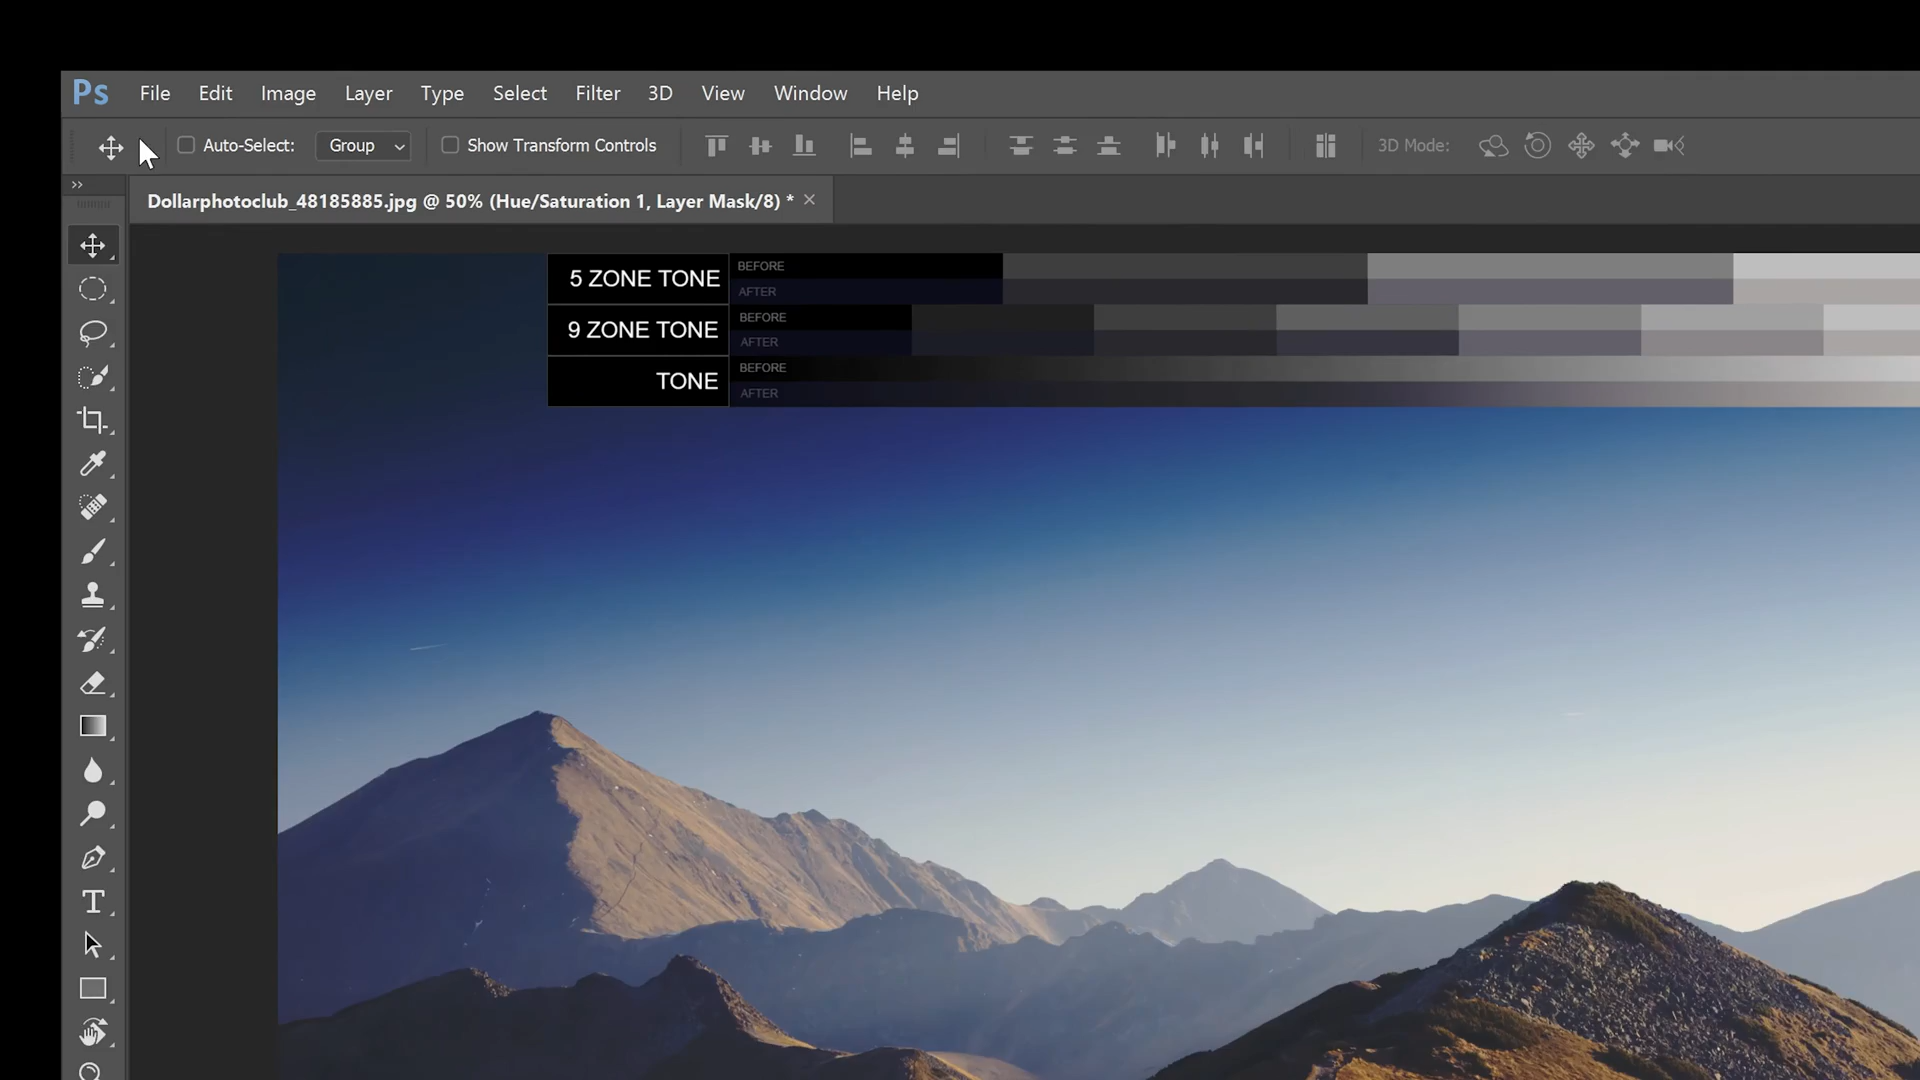 Ps File Edit Image Layer Type Select Filter 3D View Window Help
Auto-Select: Group Show Transform Controls 3D Mode:
Dollarphotoclub_48185885.jpg @ 50% (Hue/Saturation 1, Layer Mask/8) *
5 ZONE TONE BEFORE
AFTER
9 ZONE TONE BEFORE
AFTER
TONE BEFORE
AFTER